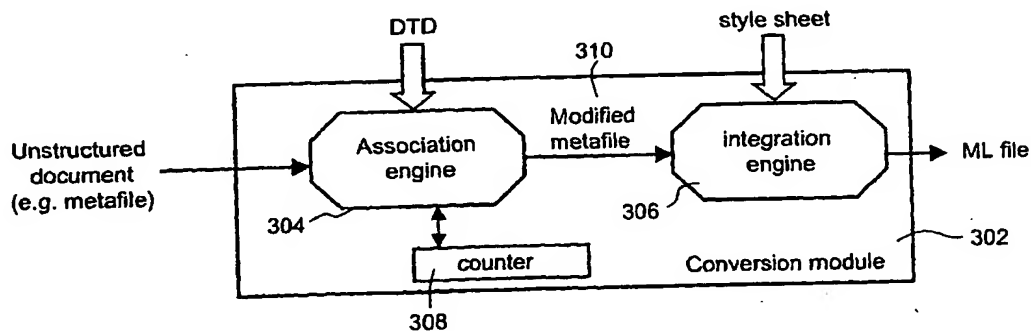 DTD
310
style sheet
Unstructured
document
(e.g. metafile)
Association
engine
Modified
metafile
integration
engine
ML file
304
306
302
counter
Conversion module
308